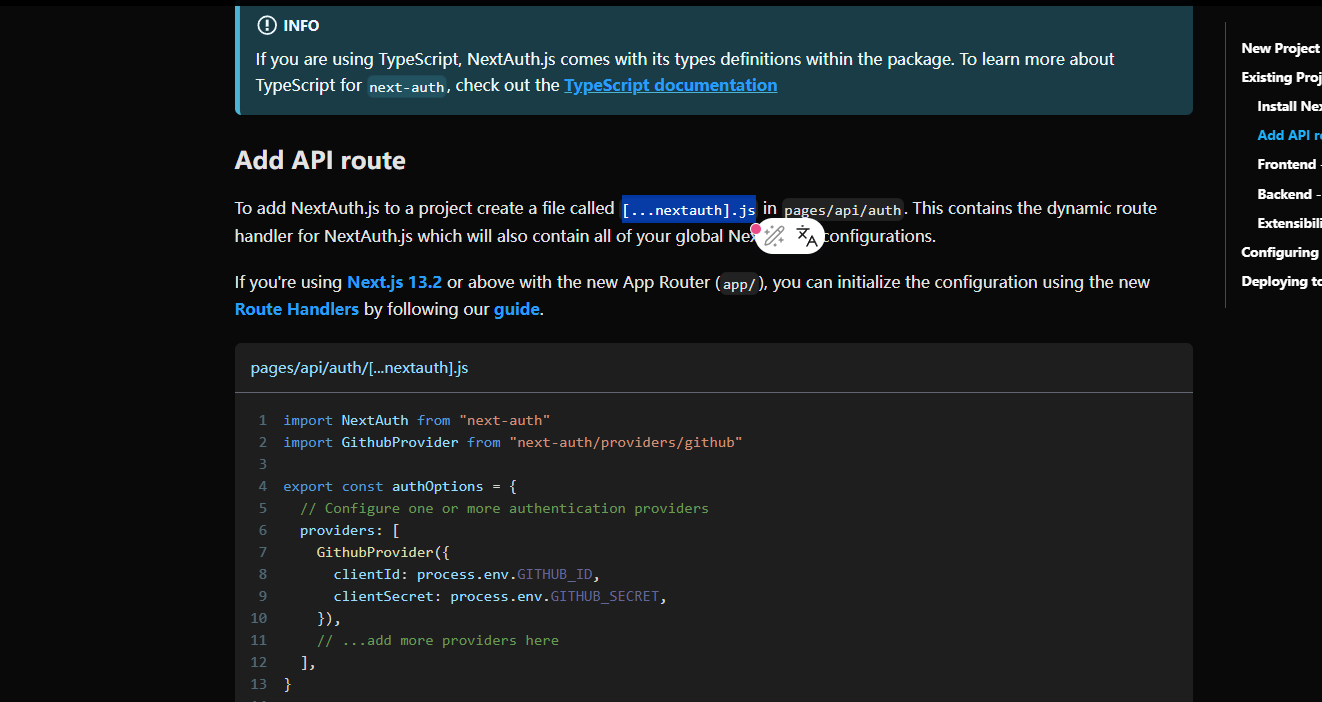 INFO
If you are using TypeScript, NextAuth.js comes with its types definitions within the package. To learn more about
TypeScript for next-auth, check out the TypeScript documentation
Add API route
To add NextAuth.js to a project create a file called [...nextauth].js in pages/api/auth. This contains the dynamic route
handler for NextAuth.js which will also contain all of your global configurations.
If you're using Next.js 13.2 or above with the new App Router (app/), you can initialize the configuration using the new
Route Handlers by following our guide.
pages/api/auth/[...nextauth].js
1 import NextAuth from "next-auth"
2 import GithubProvider from "next-auth/providers/github"
3
4 export const authOptions = {
5   // Configure one or more authentication providers
6   providers: [
7     GithubProvider({
8       clientId: process.env.GITHUB_ID,
9       clientSecret: process.env.GITHUB_SECRET,
10     }),
11     // ...add more providers here
12   ],
13 }
New Project
Existing Proj
Install Nex
Add API ro
Frontend -
Backend -
Extensibili
Configuring
Deploying to